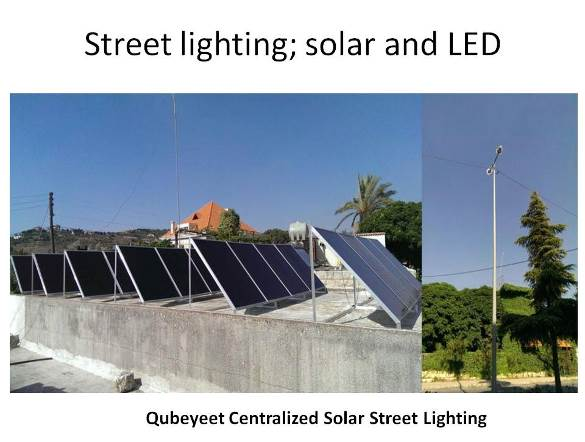 Street lighting; solar and LED
Qubeyeet Centralized Solar Street Lighting